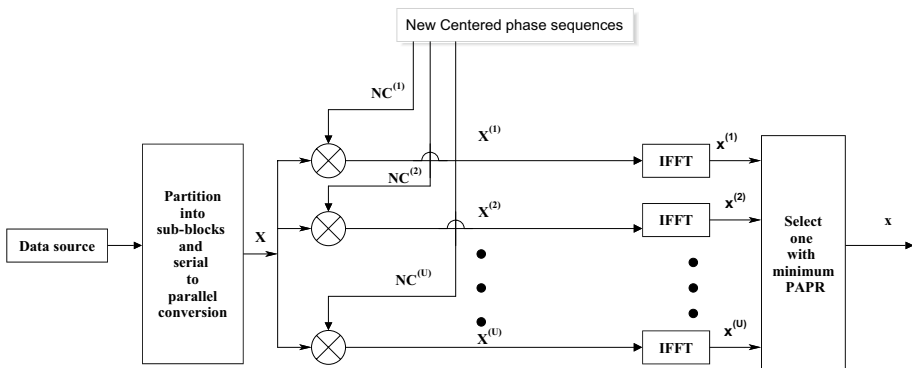 New Centered phase sequences
NC^(1)
X^(1)
x^(1)
IFFT
NC^(2)
X^(2)
x^(2)
IFFT
Partition
into
sub-blocks
and
serial
to
parallel
conversion
Data source
X
Select
one
with
minimum
PAPR
x
NC^(U)
X^(U)
x^(U)
IFFT